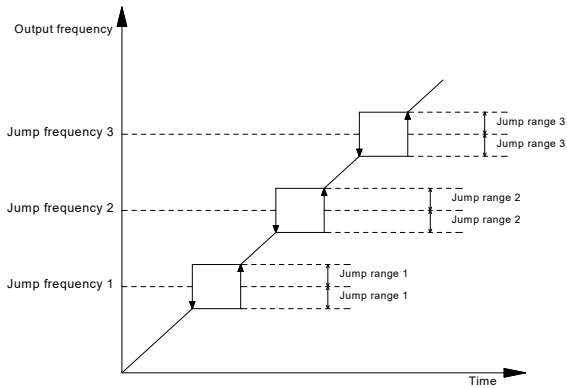 Output frequency
Jump frequency 3
Jump range 3
Jump range 3
Jump frequency 2
Jump range 2
Jump range 2
Jump frequency 1
Jump range 1
Jump range 1
Time